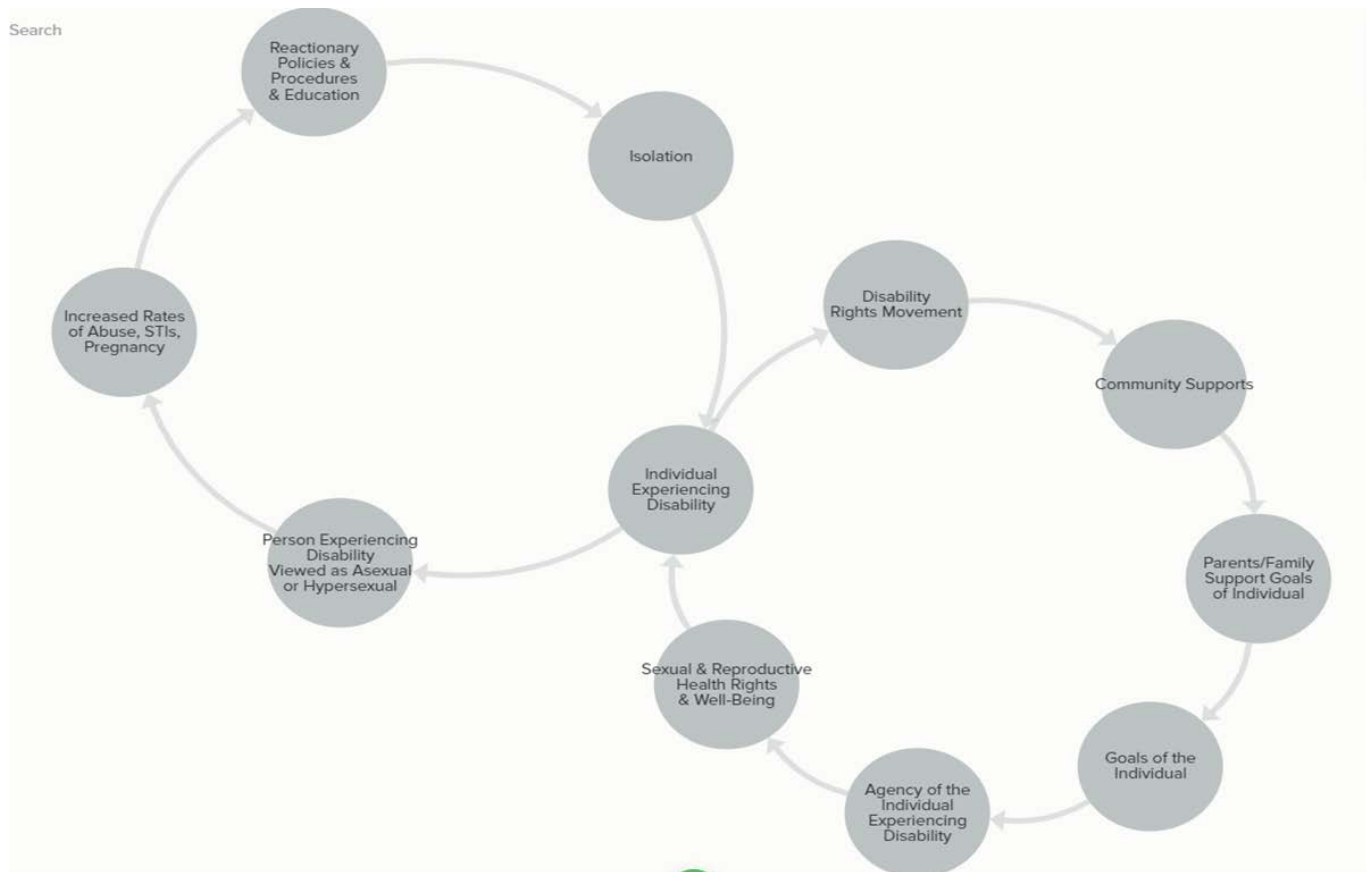 Search
Reactionary
Policies &
Procedures
& Education
Isolation
Increased Rates
of Abuse, STIs,
Pregnancy
Disability
Rights Movement
Community Supports
Individual
Experiencing
Disability
Person Experiencing
Disability
Viewed as Asexual
or Hypersexual
Parents/Family
Support Goals
of Individual
Sexual & Reproductive
Health Rights
& Well-Being
Goals of the
Individual
Agency of the
Individual
Experiencing
Disability